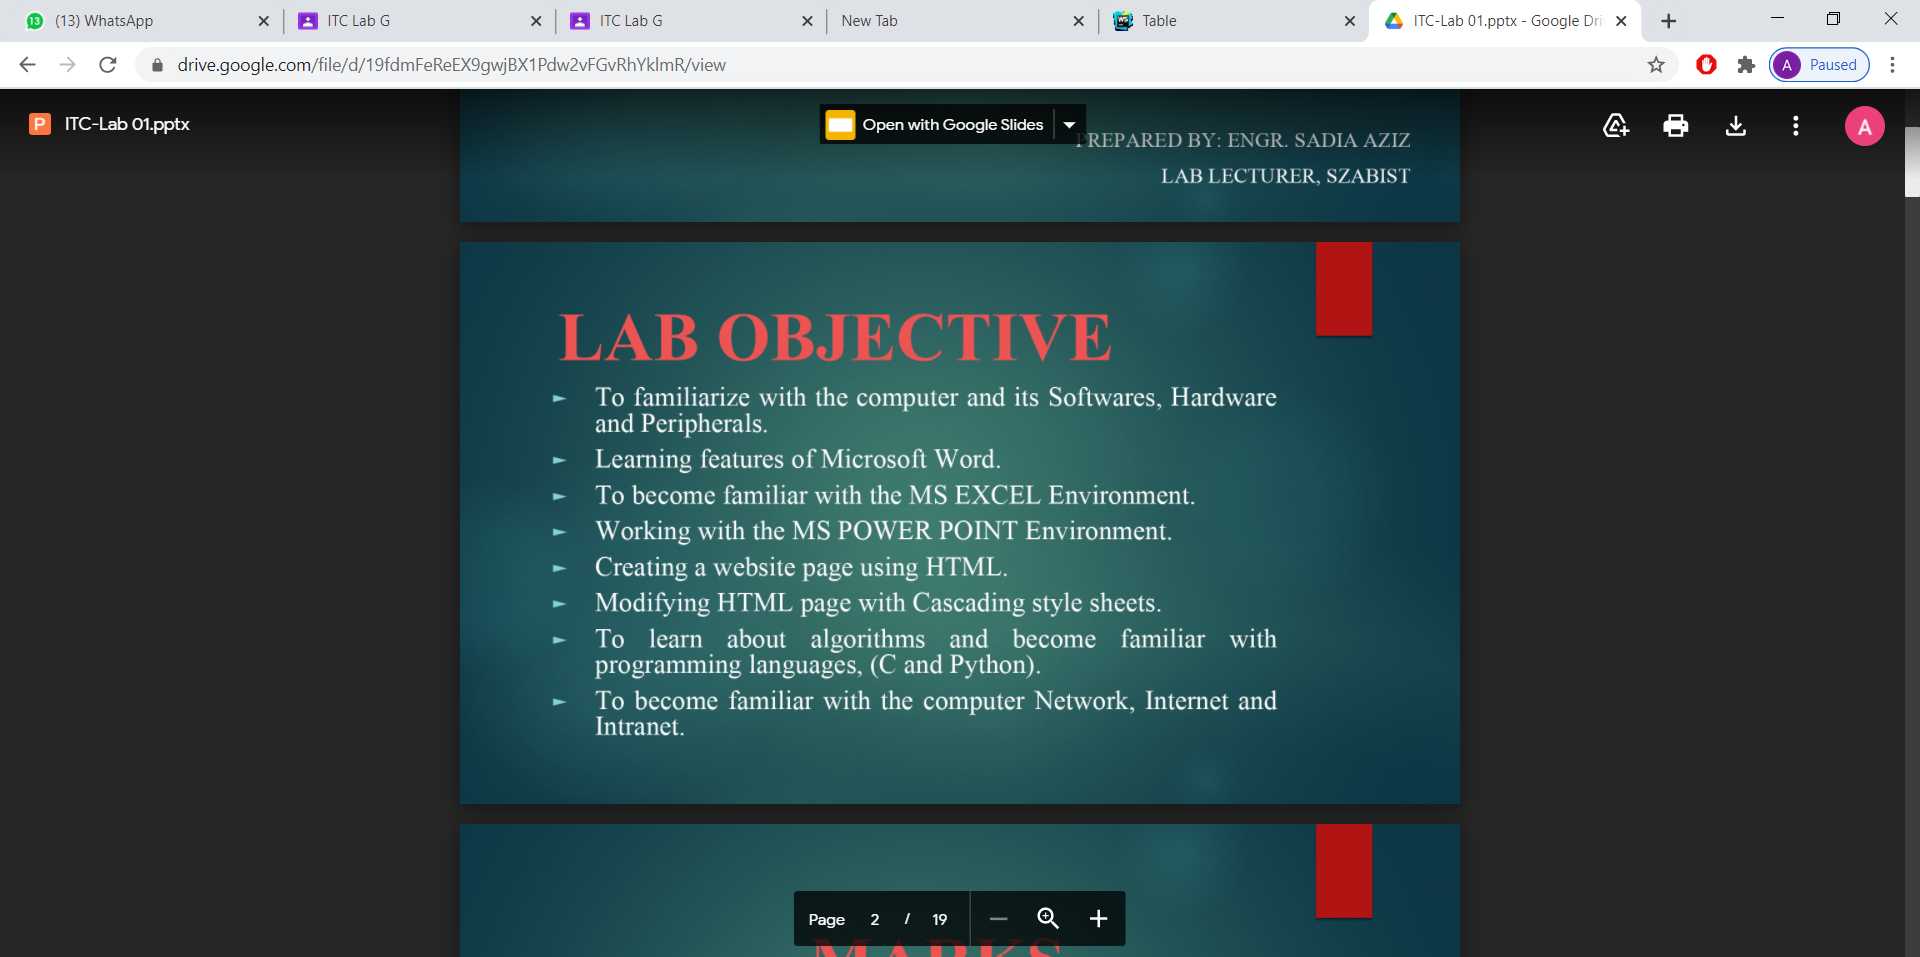 13 (13) WhatsApp
ITC Lab G
ITC Lab G
New Tab
WS Table
ITC-Lab 01.pptx - Google Dri
drive.google.com/file/d/19fdmFeReEX9gwjBX1Pdw2vFGvRhYkImR/view
A Paused
P ITC-Lab 01.pptx
Open with Google Slides
A
PREPARED BY: ENGR. SADIA AZIZ
LAB LECTURER, SZABIST
LAB OBJECTIVE
► To familiarize with the computer and its Softwares, Hardware
and Peripherals.
► Learning features of Microsoft Word.
► To become familiar with the MS EXCEL Environment.
► Working with the MS POWER POINT Environment.
► Creating a website page using HTML.
► Modifying HTML page with Cascading style sheets.
► To learn about algorithms and become familiar with
programming languages, (C and Python).
► To become familiar with the computer Network, Internet and
Intranet.
Page 2 / 19
MARKS